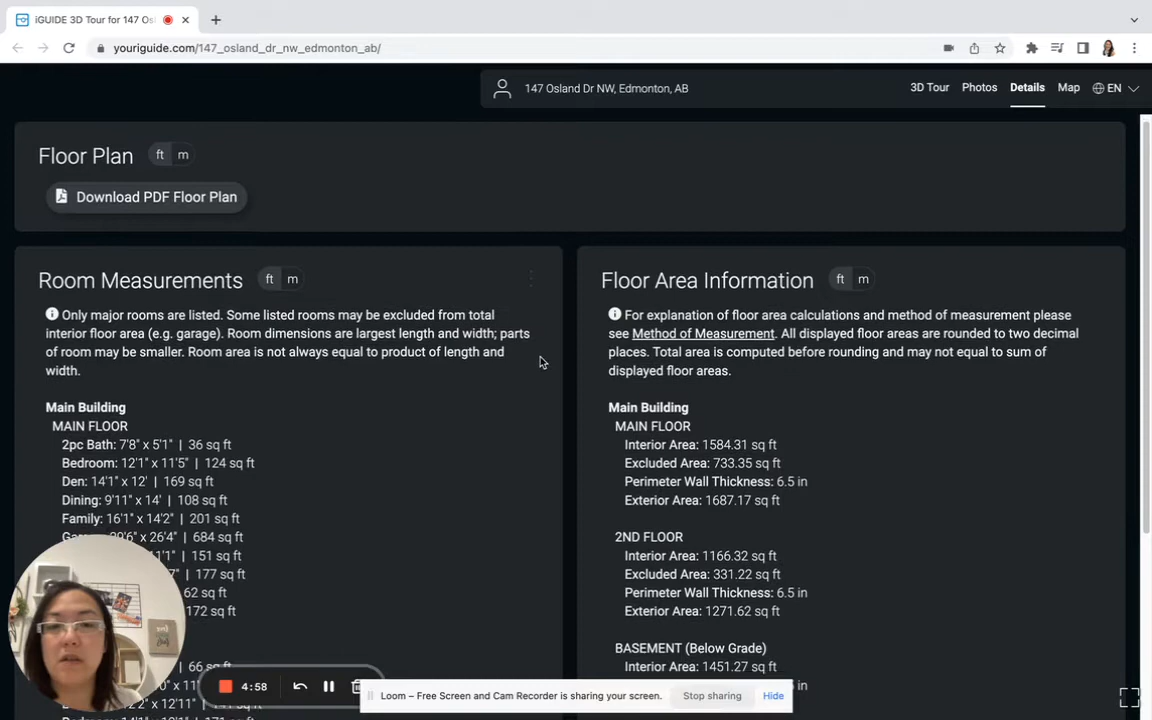 iGUIDE 3D Tour for 147 Os
youriguide.com/147_osland_dr_nw_edmonton_ab/
147 Osland Dr NW, Edmonton, AB
3D Tour Photos Details Map EN
Floor Plan ft m
Download PDF Floor Plan
Room Measurements ft m
Only major rooms are listed. Some listed rooms may be excluded from total
interior floor area (e.g. garage). Room dimensions are largest length and width; parts
of room may be smaller. Room area is not always equal to product of length and
width.
Main Building
MAIN FLOOR
2pc Bath: 7'8" x 5'1" | 36 sq ft
Bedroom: 12'1" x 11'5" | 124 sq ft
Den: 14'1" x 12' | 169 sq ft
Dining: 9'11" x 14' | 108 sq ft
Family: 16'1" x 14'2" | 201 sq ft
x 26'4" | 684 sq ft
| 151 sq ft
| 177 sq ft
62 sq ft
172 sq ft
| 66 sq ft
Floor Area Information ft m
For explanation of floor area calculations and method of measurement please
see Method of Measurement. All displayed floor areas are rounded to two decimal
places. Total area is computed before rounding and may not equal to sum of
displayed floor areas.
Main Building
MAIN FLOOR
Interior Area: 1584.31 sq ft
Excluded Area: 733.35 sq ft
Perimeter Wall Thickness: 6.5 in
Exterior Area: 1687.17 sq ft
2ND FLOOR
Interior Area: 1166.32 sq ft
Excluded Area: 331.22 sq ft
Perimeter Wall Thickness: 6.5 in
Exterior Area: 1271.62 sq ft
BASEMENT (Below Grade)
Interior Area: 1451.27 sq ft
in
4:58
Loom – Free Screen and Cam Recorder is sharing your screen. Stop sharing Hide